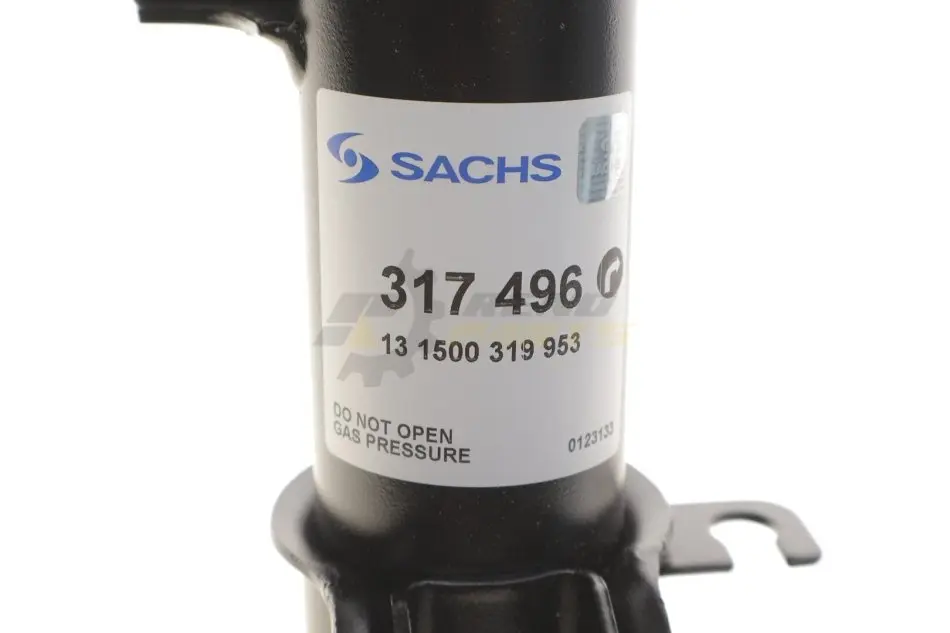 SACHS
317 496
13 1500 319 953
DO NOT OPEN
GAS PRESSURE
0123133